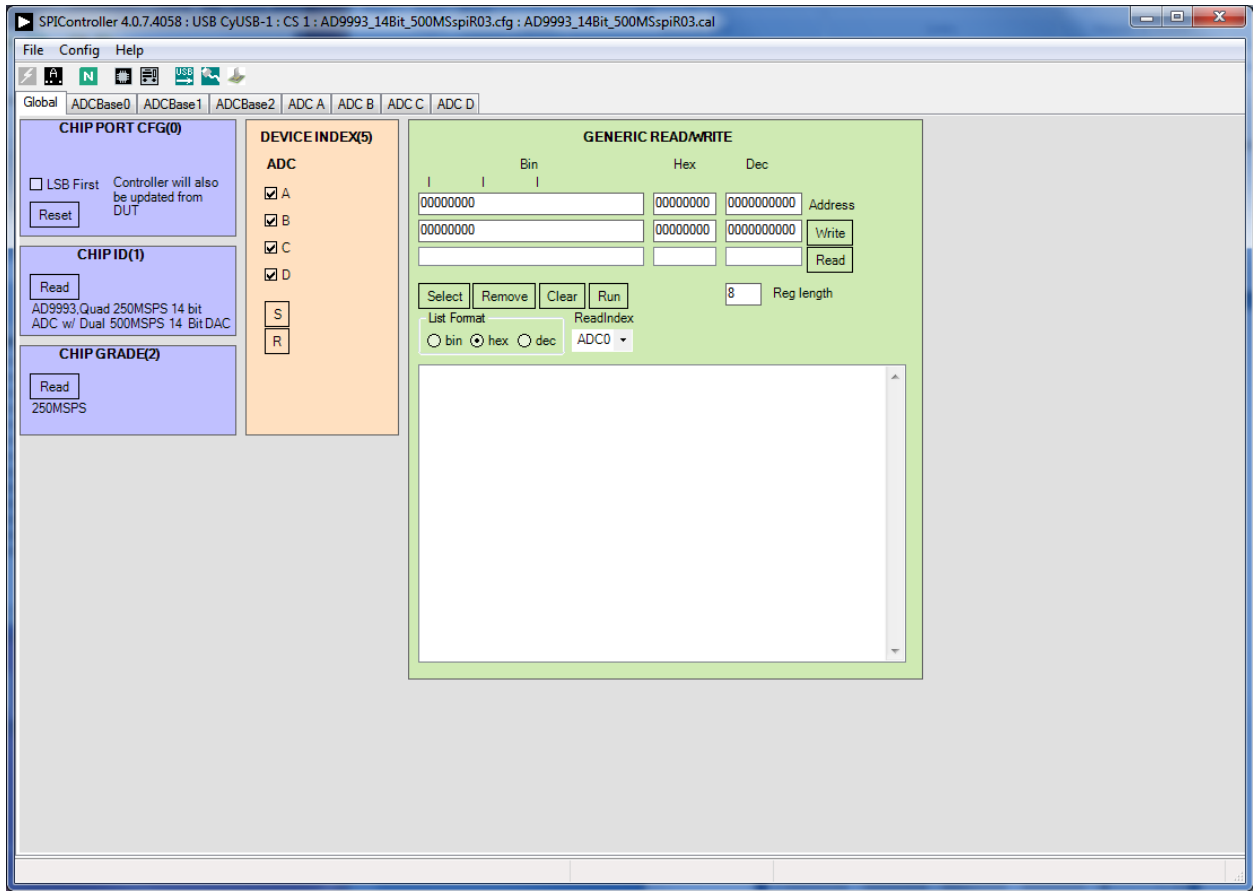 SPIController 4.0.7.4058 : USB CyUSB-1 : CS 1 : AD9993_14Bit_500MSspiR03.cfg : AD9993_14Bit_500MSspiR03.cal
File Config Help
A N USB
Global ADCBase0 ADCBase1 ADCBase2 ADC A ADC B ADC C ADC D
CHIP PORT CFG(0)
LSB First
Controller will also
be updated from
DUT
Reset
CHIP ID(1)
Read
AD9993,Quad 250MSPS 14 bit
ADC w/ Dual 500MSPS 14 Bit DAC
CHIP GRADE(2)
Read
250MSPS
DEVICE INDEX(5)
ADC
A
B
C
D
S
R
GENERIC READ/WRITE
Bin Hex Dec
00000000 00000000 0000000000 Address
00000000 00000000 0000000000 Write
Read
Select Remove Clear Run 8 Reg length
List Format ReadIndex
bin hex dec ADC0